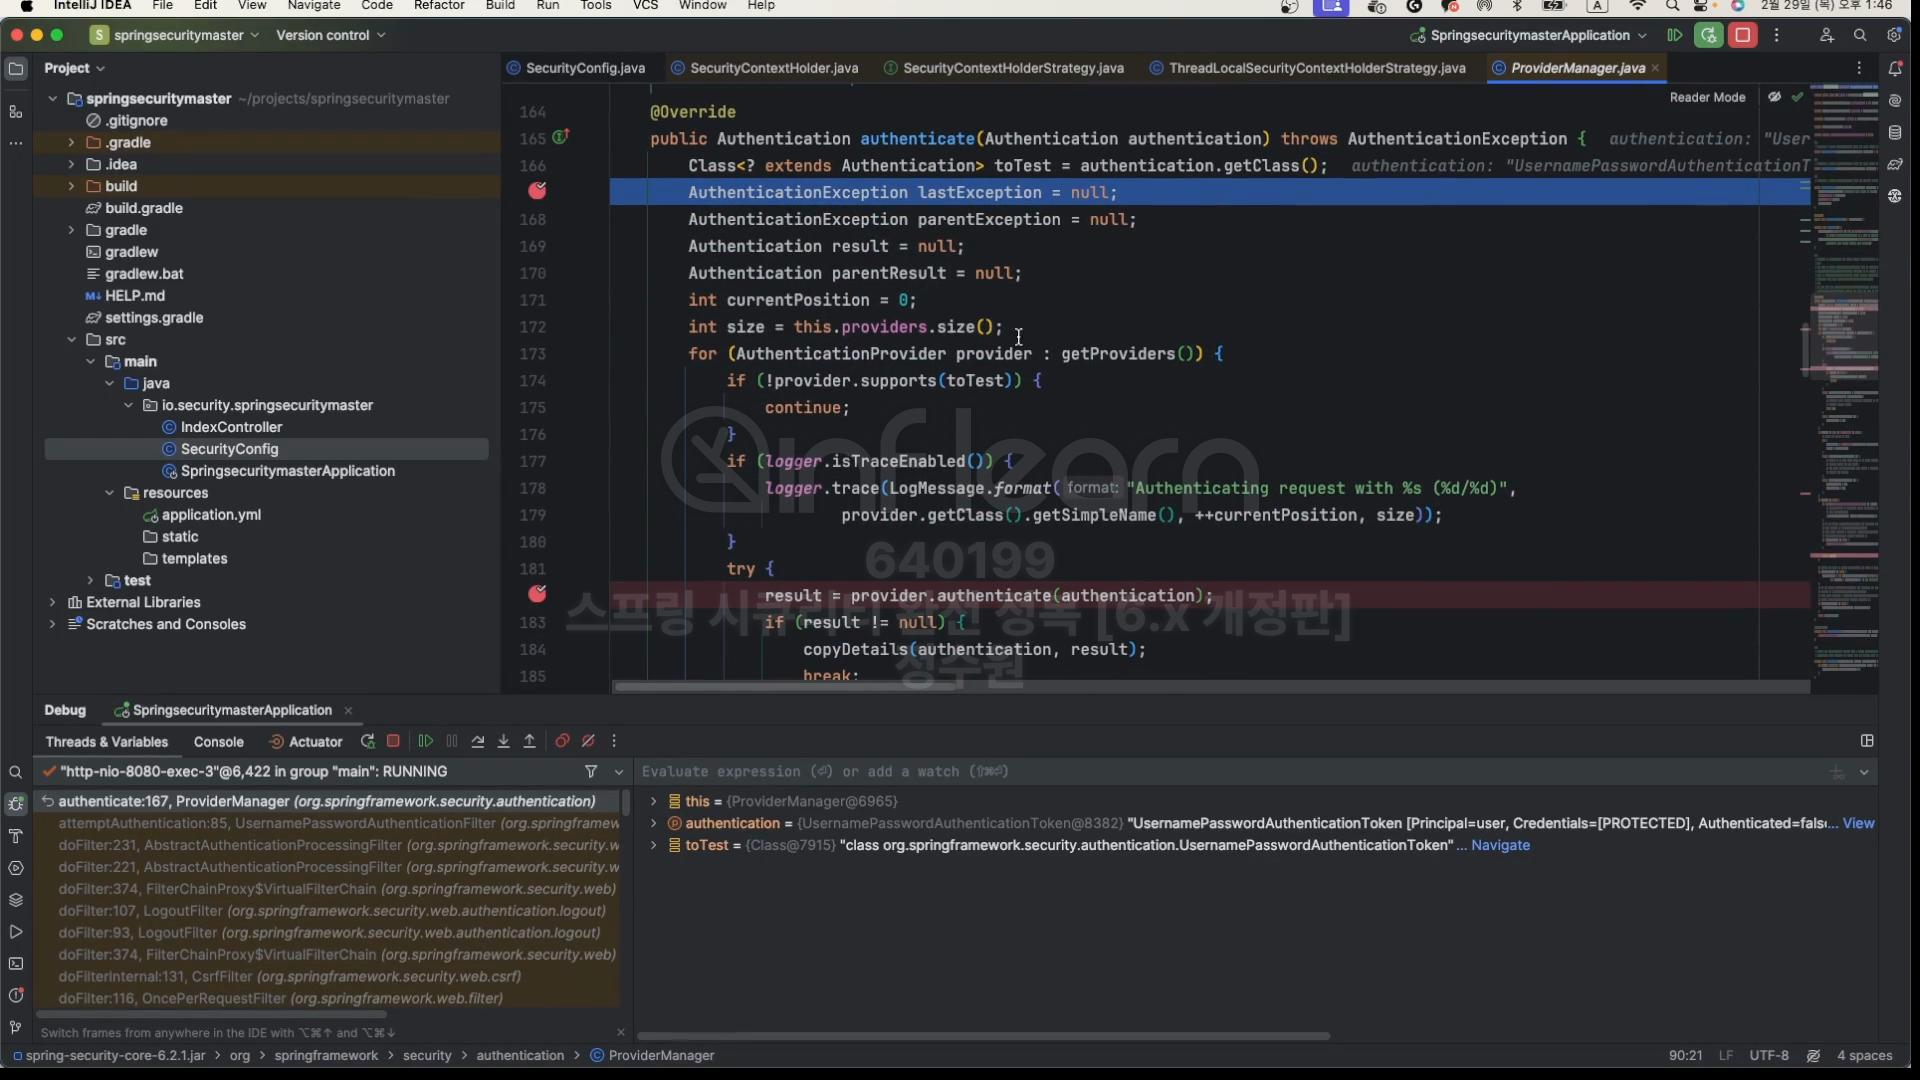 IntelliJ IDEA File Edit View Navigate Code Refactor Build Run Tools VCS Window Help 2월 29일 (목) 오후 1:46
S springsecuritymaster Version control SpringsecuritymasterApplication
Project
SecurityConfig.java SecurityContextHolder.java SecurityContextHolderStrategy.java ThreadLocalSecurityContextHolderStrategy.java ProviderManager.java
Reader Mode
springsecuritymaster ~/projects/springsecuritymaster
.gitignore
.gradle
.idea
build
build.gradle
gradle
gradlew
gradlew.bat
HELP.md
settings.gradle
src
main
java
io.security.springsecuritymaster
IndexController
SecurityConfig
SpringsecuritymasterApplication
resources
application.yml
static
templates
test
External Libraries
Scratches and Consoles
164 @Override
165 public Authentication authenticate(Authentication authentication) throws AuthenticationException { authentication: "User
166 Class<? extends Authentication> toTest = authentication.getClass(); authentication: "UsernamePasswordAuthenticationT
AuthenticationException lastException = null;
168 AuthenticationException parentException = null;
169 Authentication result = null;
170 Authentication parentResult = null;
171 int currentPosition = 0;
172 int size = this.providers.size();
173 for (AuthenticationProvider provider : getProviders()) {
174 if (!provider.supports(toTest)) {
175 continue;
176 }
177 if (logger.isTraceEnabled()) {
178 logger.trace(LogMessage.format( format: "Authenticating request with %s (%d/%d)",
179 provider.getClass().getSimpleName(), ++currentPosition, size));
180 }
181 try {
result = provider.authenticate(authentication);
183 if (result != null) {
184 copyDetails(authentication, result);
185 break;
inflearn
640199
스프링 시큐리티 완전 정복 [6.x 개정판]
정수원
Debug SpringsecuritymasterApplication
Threads & Variables Console Actuator
"http-nio-8080-exec-3"@6,422 in group "main": RUNNING
authenticate:167, ProviderManager (org.springframework.security.authentication)
attemptAuthentication:85, UsernamePasswordAuthenticationFilter (org.springframew
doFilter:231, AbstractAuthenticationProcessingFilter (org.springframework.security.w
doFilter:221, AbstractAuthenticationProcessingFilter (org.springframework.security.w
doFilter:374, FilterChainProxy$VirtualFilterChain (org.springframework.security.web)
doFilter:107, LogoutFilter (org.springframework.security.web.authentication.logout)
doFilter:93, LogoutFilter (org.springframework.security.web.authentication.logout)
doFilter:374, FilterChainProxy$VirtualFilterChain (org.springframework.security.web)
doFilterInternal:131, CsrfFilter (org.springframework.security.web.csrf)
doFilter:116, OncePerRequestFilter (org.springframework.web.filter)
Switch frames from anywhere in the IDE with ⌥⌘↑ and ⌥⌘↓
Evaluate expression (⏎) or add a watch (⇧⌘⏎)
this = {ProviderManager@6965}
authentication = {UsernamePasswordAuthenticationToken@8382} "UsernamePasswordAuthenticationToken [Principal=user, Credentials=[PROTECTED], Authenticated=false... View
toTest = {Class@7915} "class org.springframework.security.authentication.UsernamePasswordAuthenticationToken" ... Navigate
spring-security-core-6.2.1.jar > org > springframework > security > authentication > ProviderManager 90:21 LF UTF-8 4 spaces